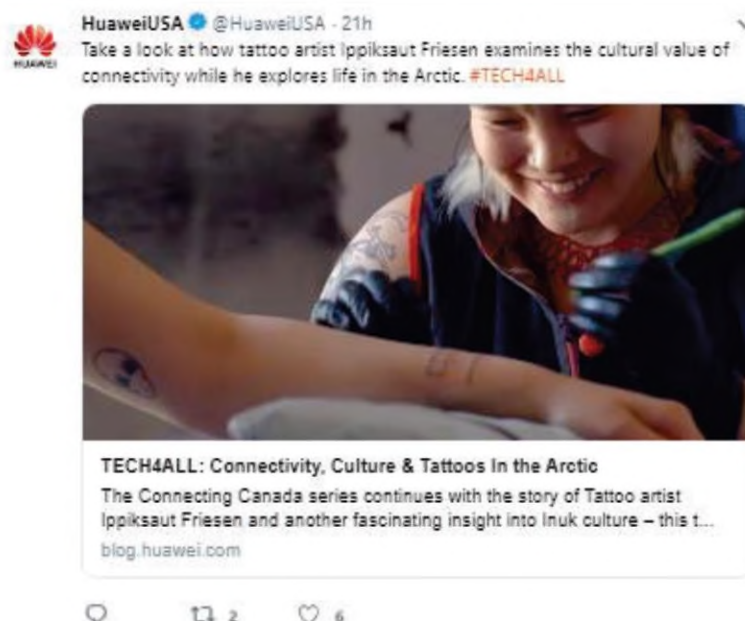 HuaweiUSA @HuaweiUSA · 21h
HUAWEI
Take a look at how tattoo artist Ippiksaut Friesen examines the cultural value of
connectivity while he explores life in the Arctic. #TECH4ALL
TECH4ALL: Connectivity, Culture & Tattoos In the Arctic
The Connecting Canada series continues with the story of Tattoo artist
Ippiksaut Friesen and another fascinating insight into Inuk culture – this t...
blog.huawei.com
2 6